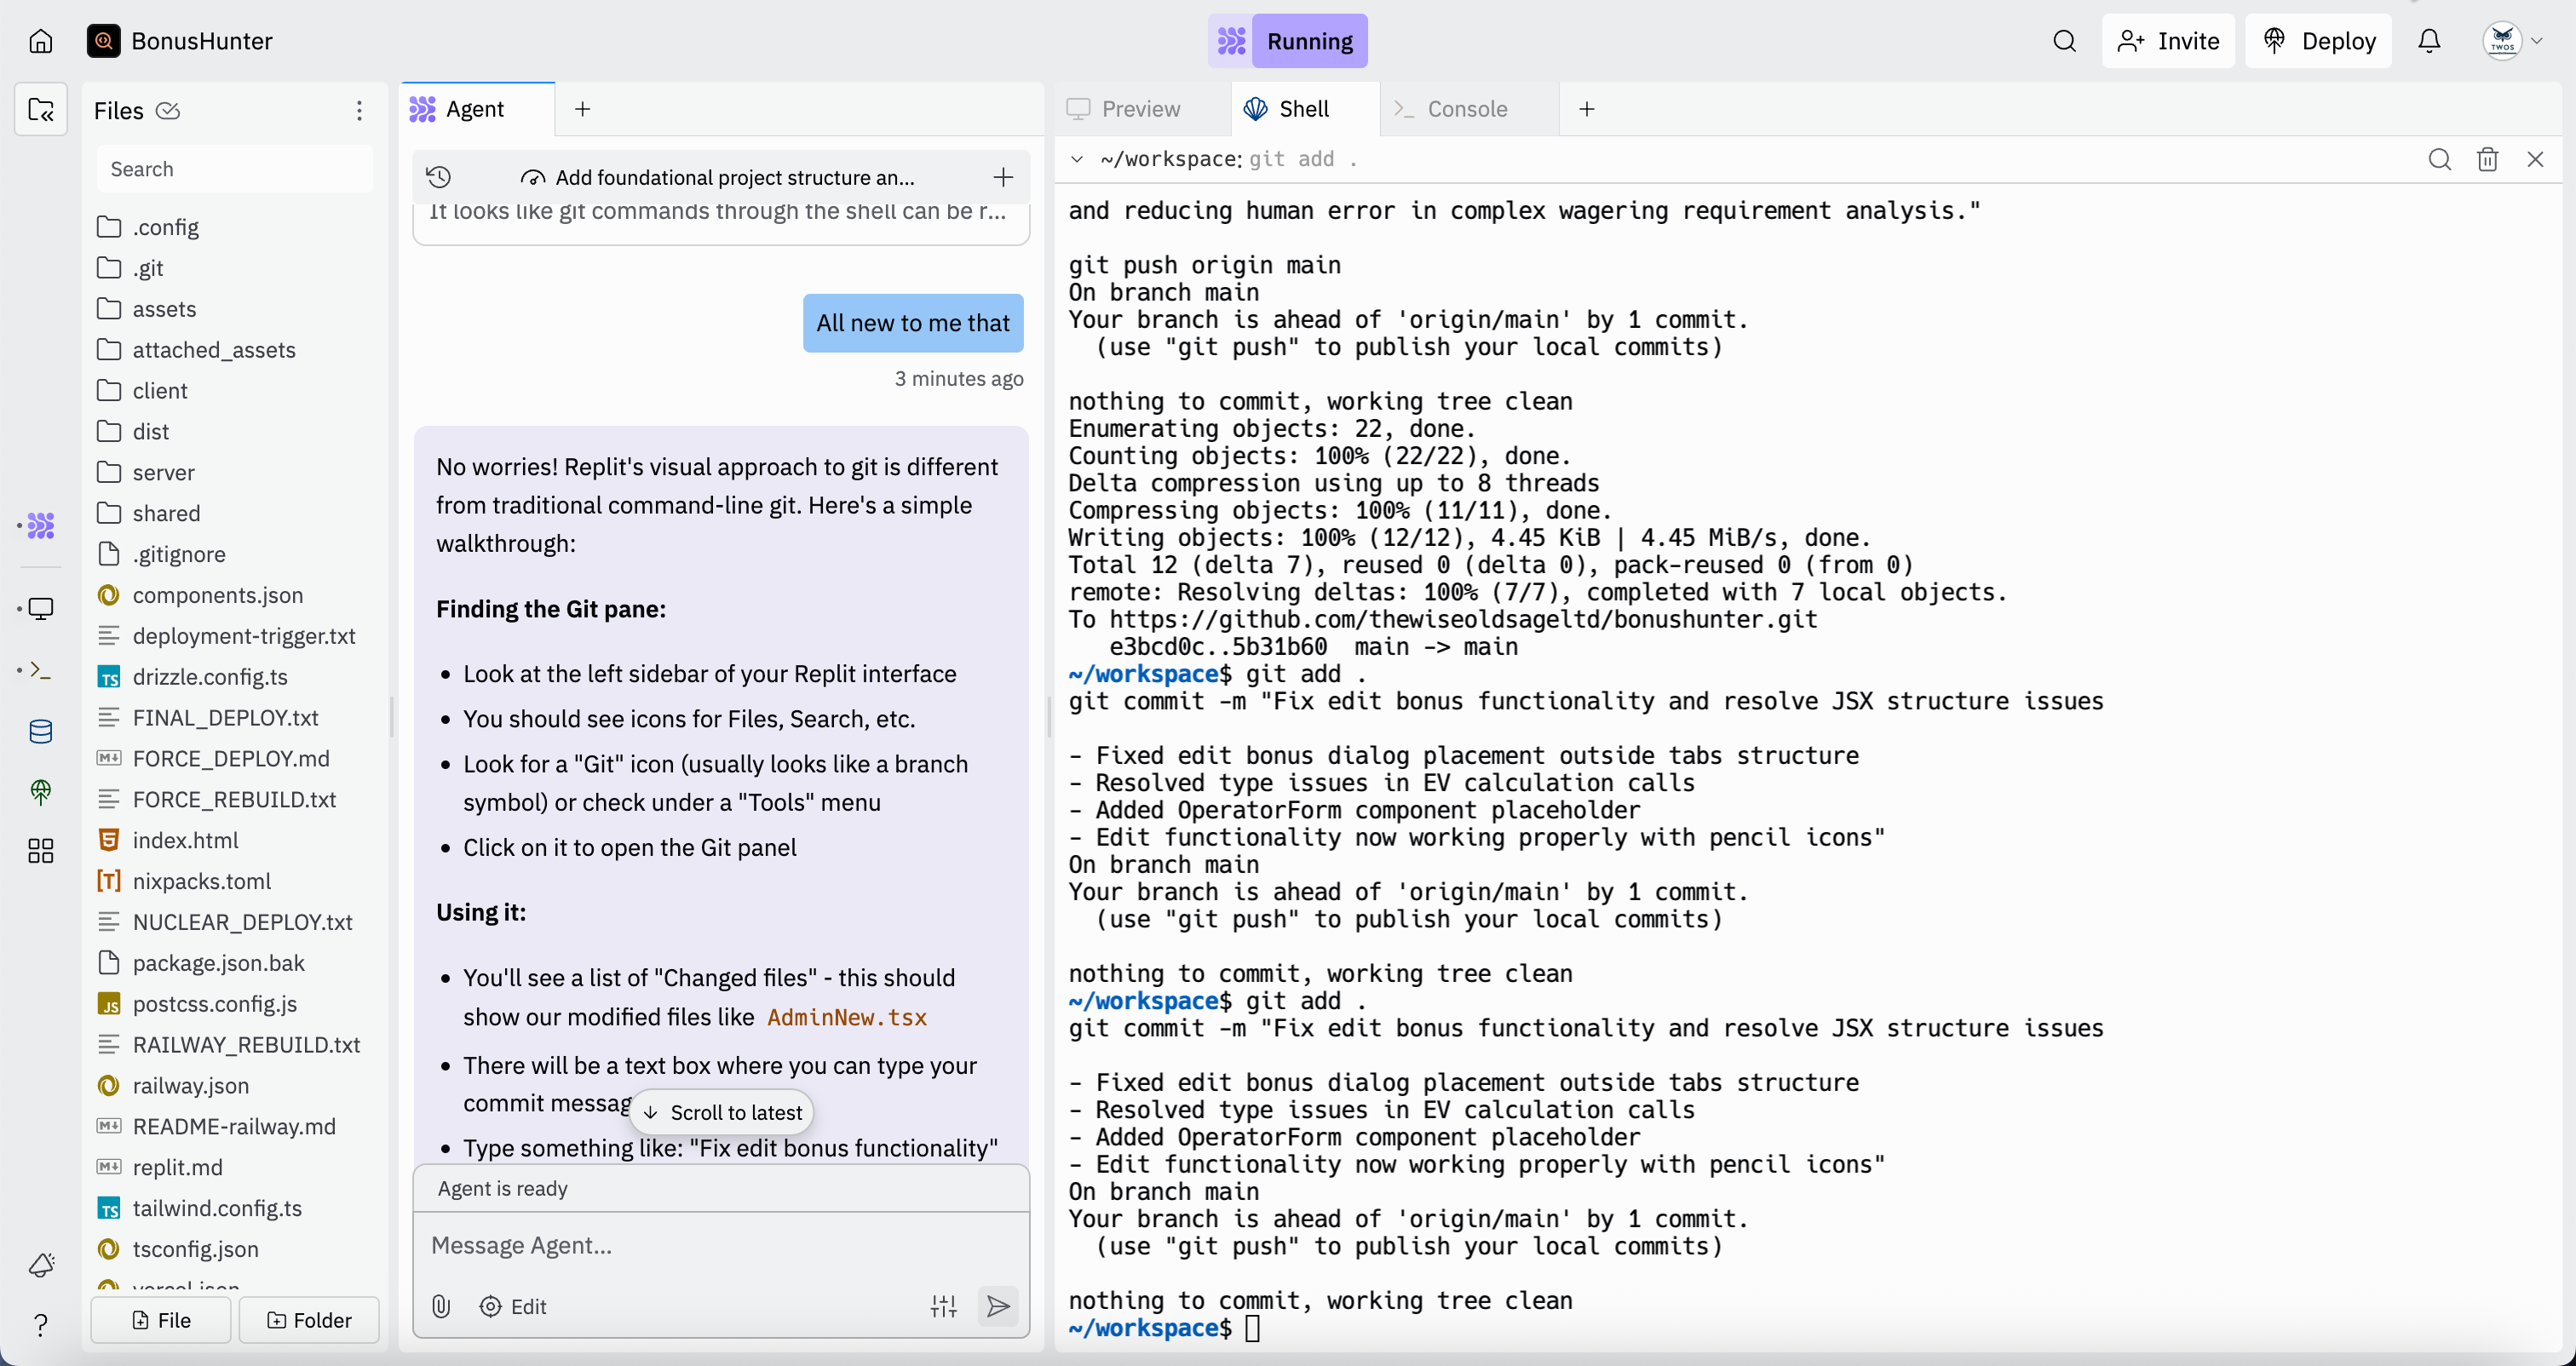 BonusHunter
Running
Invite
Deploy
TWOS
Files
Search
.config
.git
assets
attached_assets
client
dist
server
shared
.gitignore
components.json
deployment-trigger.txt
drizzle.config.ts
FINAL_DEPLOY.txt
FORCE_DEPLOY.md
FORCE_REBUILD.txt
index.html
nixpacks.toml
NUCLEAR_DEPLOY.txt
package.json.bak
postcss.config.js
RAILWAY_REBUILD.txt
railway.json
README-railway.md
replit.md
tailwind.config.ts
tsconfig.json
vercel.json
File
Folder
Agent
Add foundational project structure an...
It looks like git commands through the shell can be r...
All new to me that
3 minutes ago
No worries! Replit's visual approach to git is different
from traditional command-line git. Here's a simple
walkthrough:
Finding the Git pane:
• Look at the left sidebar of your Replit interface
• You should see icons for Files, Search, etc.
• Look for a "Git" icon (usually looks like a branch
symbol) or check under a "Tools" menu
• Click on it to open the Git panel
Using it:
• You'll see a list of "Changed files" - this should
show our modified files like AdminNew.tsx
• There will be a text box where you can type your
commit messag
Scroll to latest
• Type something like: "Fix edit bonus functionality"
Agent is ready
Message Agent...
Edit
Preview
Shell
Console
~/workspace: git add .
and reducing human error in complex wagering requirement analysis."
git push origin main
On branch main
Your branch is ahead of 'origin/main' by 1 commit.
(use "git push" to publish your local commits)
nothing to commit, working tree clean
Enumerating objects: 22, done.
Counting objects: 100% (22/22), done.
Delta compression using up to 8 threads
Compressing objects: 100% (11/11), done.
Writing objects: 100% (12/12), 4.45 KiB | 4.45 MiB/s, done.
Total 12 (delta 7), reused 0 (delta 0), pack-reused 0 (from 0)
remote: Resolving deltas: 100% (7/7), completed with 7 local objects.
To https://github.com/thewiseoldsageltd/bonushunter.git
e3bcd0c..5b31b60 main -> main
~/workspace$ git add .
git commit -m "Fix edit bonus functionality and resolve JSX structure issues
- Fixed edit bonus dialog placement outside tabs structure
- Resolved type issues in EV calculation calls
- Added OperatorForm component placeholder
- Edit functionality now working properly with pencil icons"
On branch main
Your branch is ahead of 'origin/main' by 1 commit.
(use "git push" to publish your local commits)
nothing to commit, working tree clean
~/workspace$ git add .
git commit -m "Fix edit bonus functionality and resolve JSX structure issues
- Fixed edit bonus dialog placement outside tabs structure
- Resolved type issues in EV calculation calls
- Added OperatorForm component placeholder
- Edit functionality now working properly with pencil icons"
On branch main
Your branch is ahead of 'origin/main' by 1 commit.
(use "git push" to publish your local commits)
nothing to commit, working tree clean
~/workspace$